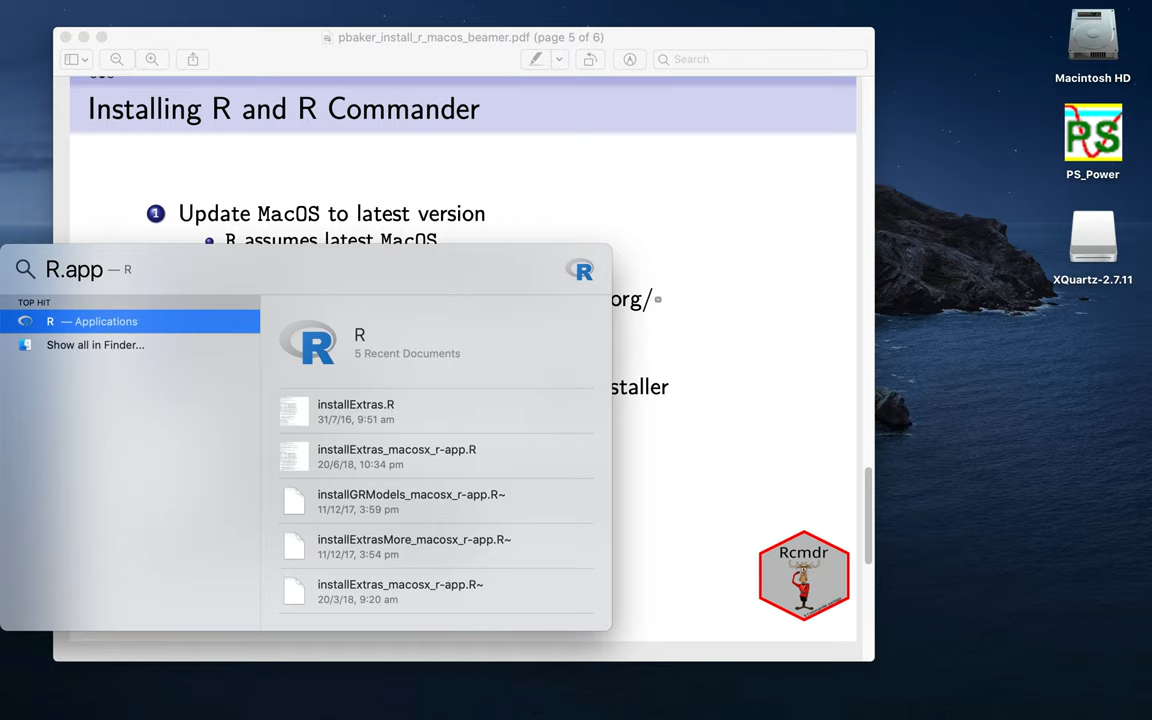 pbaker_install_r_macos_beamer.pdf (page 5 of 6)
Search
Installing R and R Commander
1 Update MacOS to latest version
R assumes latest MacOS
R.app — R
TOP HIT
R — Applications
Show all in Finder...
R
R
5 Recent Documents
installExtras.R
31/7/16, 9:51 am
installExtras_macosx_r-app.R
20/6/18, 10:34 pm
installGRModels_macosx_r-app.R~
11/12/17, 3:59 pm
installExtrasMore_macosx_r-app.R~
11/12/17, 3:54 pm
installExtras_macosx_r-app.R~
20/3/18, 9:20 am
org/
staller
Rcmdr
Macintosh HD
PS
PS_Power
XQuartz-2.7.11